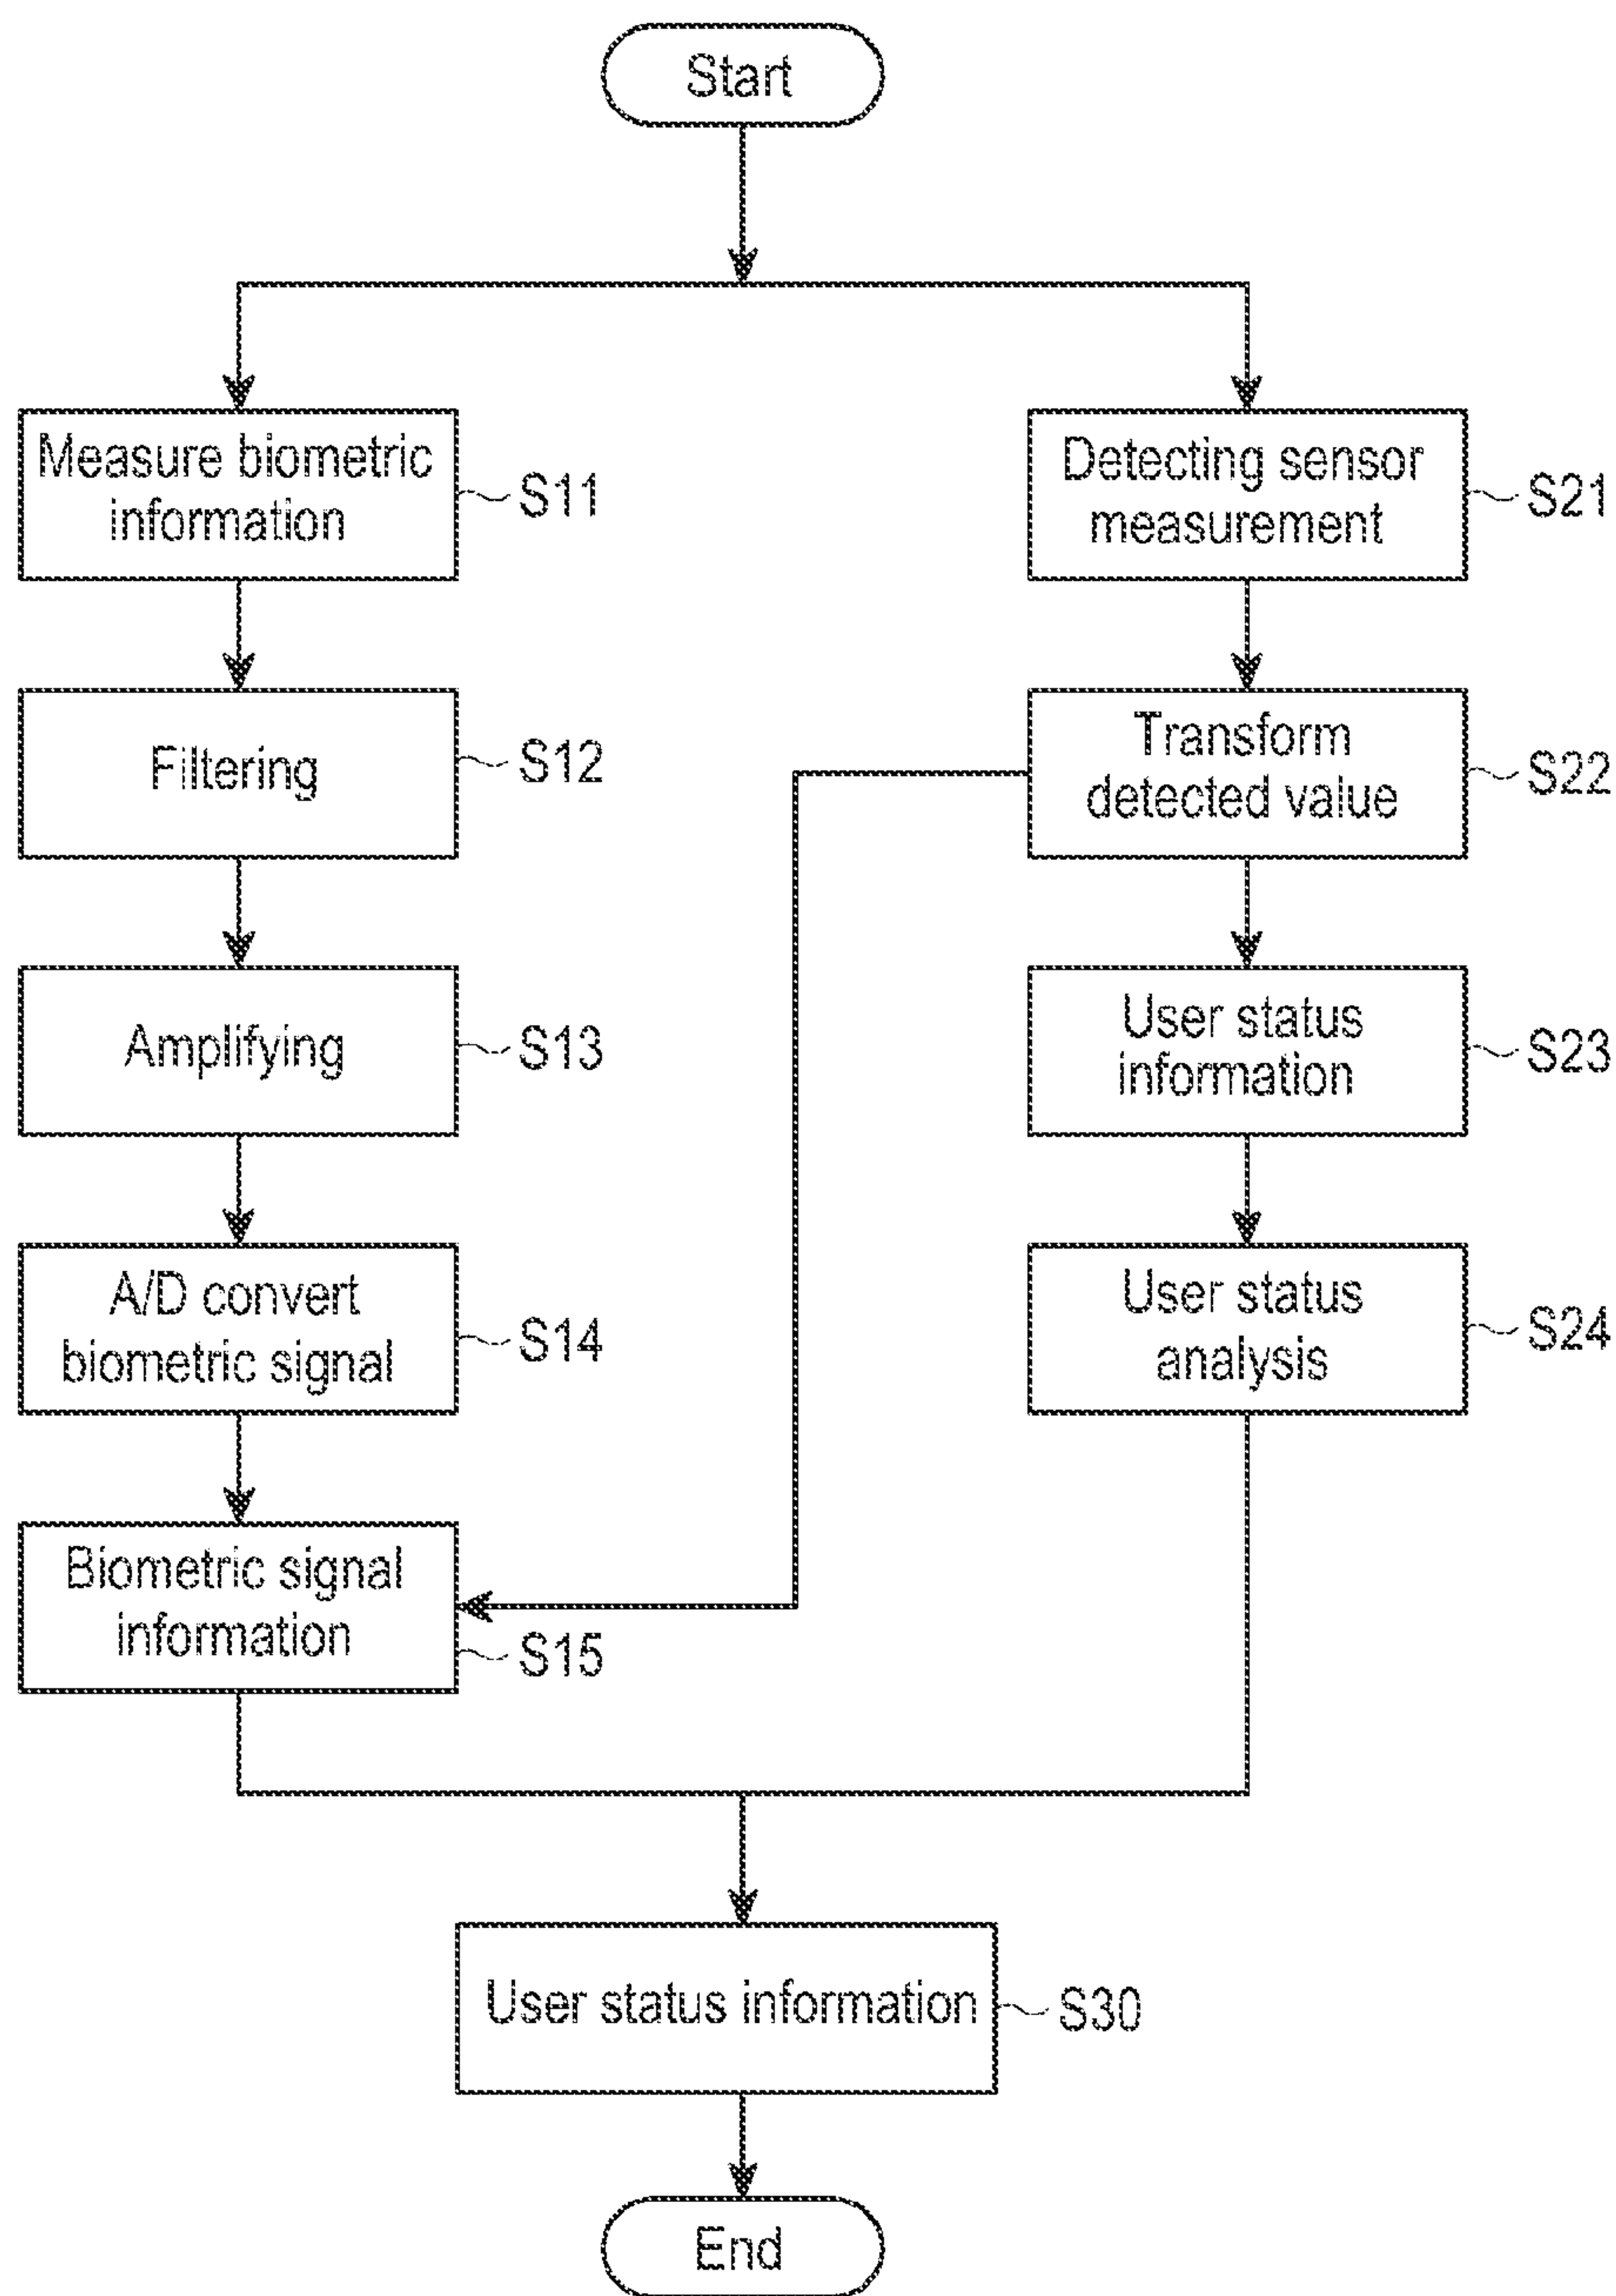 Start
Measure biometric
information
S11
Detecting sensor
measurement
S21
Filtering
S12
Transform
detected value
S22
Amplifying
S13
User status
information
S23
A/D convert
biometric signal
S14
User status
analysis
S24
Biometric signal
information
S15
User status information
S30
End